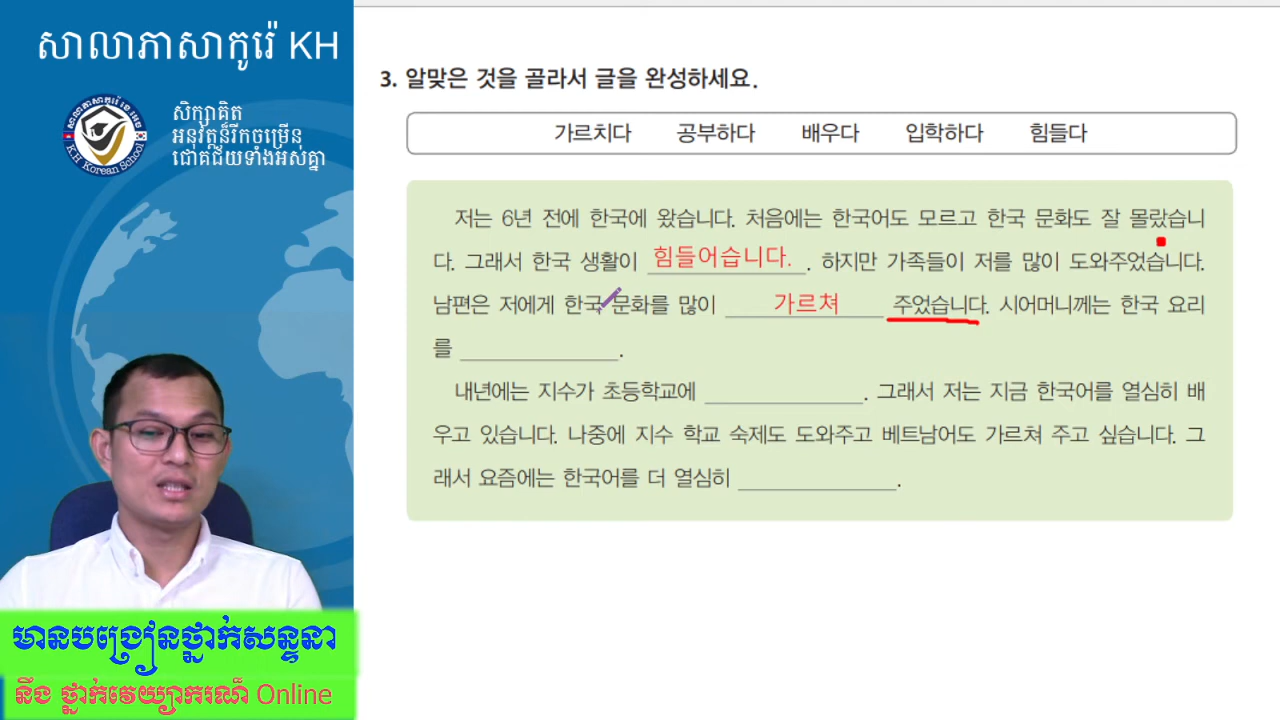 សាលាភាសាកូរ៉េ KH
សិក្សាគិត
អនុវត្តន៍រីកចម្រើន
ជោគជ័យទាំងអស់គ្នា
K.H Korean School
មានបង្រៀនថ្នាក់សន្ទនា
នឹង ថ្នាក់វេយ្យាករណ៍ Online
3. 알맞은 것을 골라서 글을 완성하세요.
가르치다 공부하다 배우다 입학하다 힘들다
저는 6년 전에 한국에 왔습니다. 처음에는 한국어도 모르고 한국 문화도 잘 몰랐습니
다. 그래서 한국 생활이 힘들어습니다. . 하지만 가족들이 저를 많이 도와주었습니다.
남편은 저에게 한국 문화를 많이 가르쳐 주었습니다. 시어머니께는 한국 요리
를 ______________.
내년에는 지수가 초등학교에 ______________. 그래서 저는 지금 한국어를 열심히 배
우고 있습니다. 나중에 지수 학교 숙제도 도와주고 베트남어도 가르쳐 주고 싶습니다. 그
래서 요즘에는 한국어를 더 열심히 ______________.